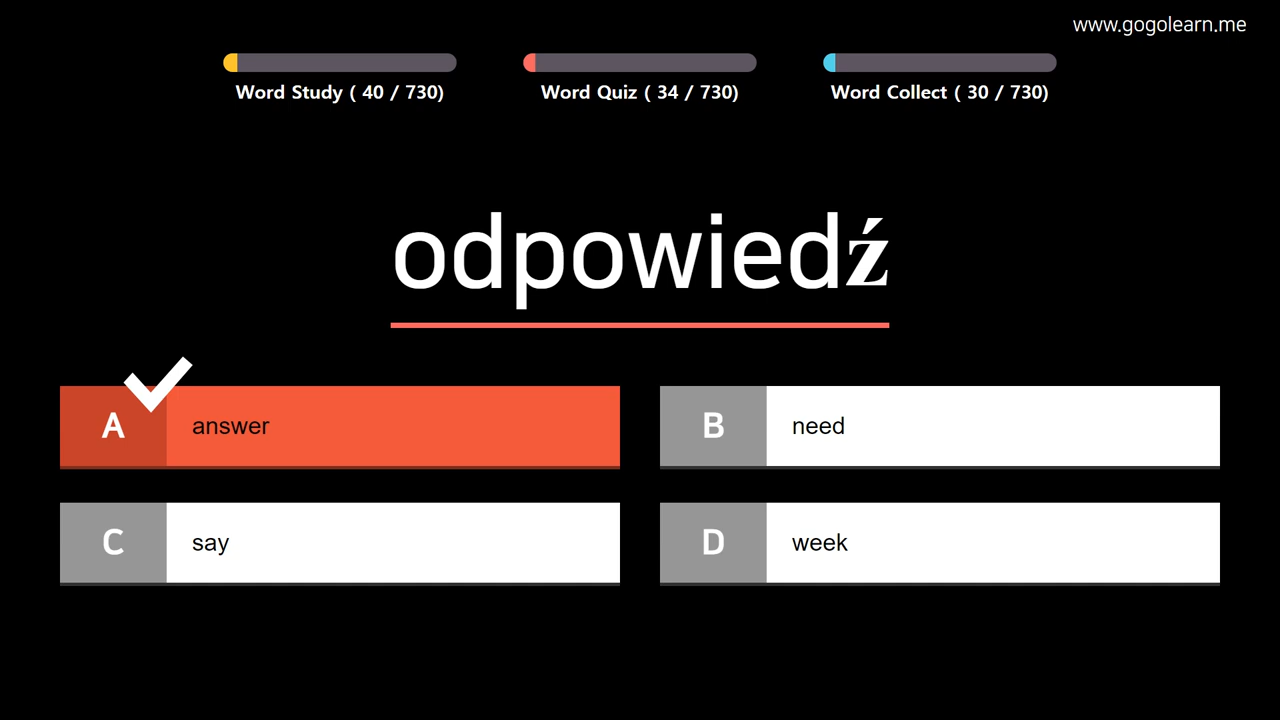 www.gogolearn.me
Word Study ( 40 / 730)
Word Quiz ( 34 / 730)
Word Collect ( 30 / 730)
odpowiedź
A answer
B need
C say
D week